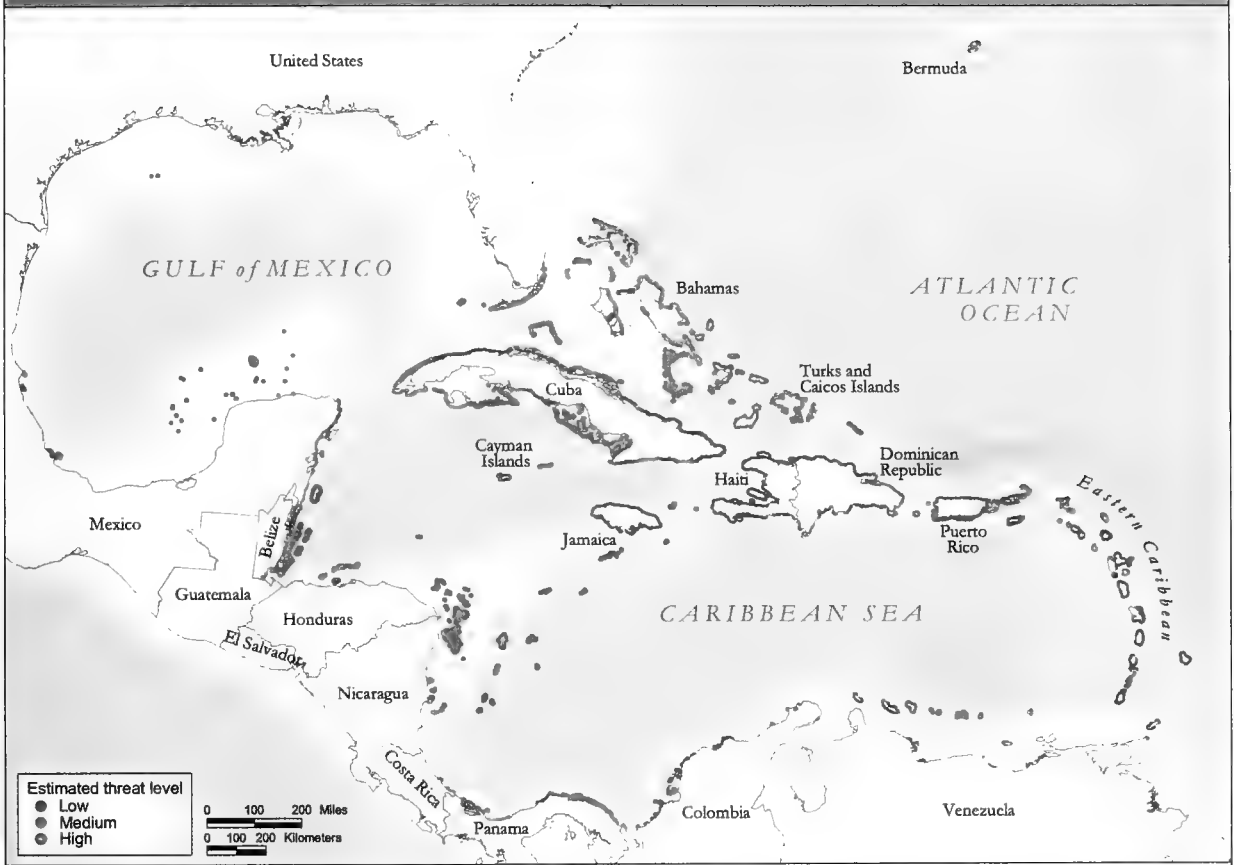 United States
Bermuda
GULF of MEXICO
Bahamas
ATLANTIC
OCEAN
Turks and
Caicos Islands
Cuba
Cayman
Islands
Dominican
Republic
Haiti
Eastern Caribbean
Mexico
Belize
Jamaica
Puerto
Rico
Guatemala
Honduras
CARIBBEAN SEA
El Salvador
Nicaragua
Costa Rica
Panama
Colombia
Venezuela
Estimated threat level
Low
Medium
High
0 100 200 Miles
0 100 200 Kilometers